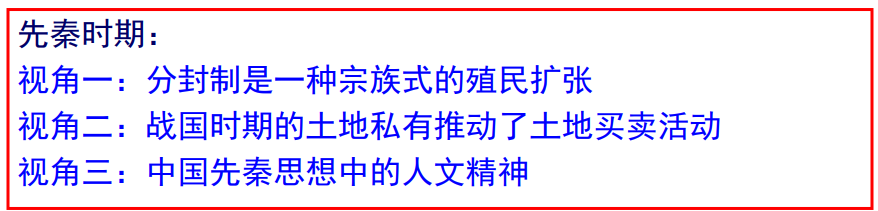 先秦时期：
视角一：分封制是一种宗族式的殖民扩张
视角二：战国时期的土地私有推动了土地买卖活动
视角三：中国先秦思想中的人文精神